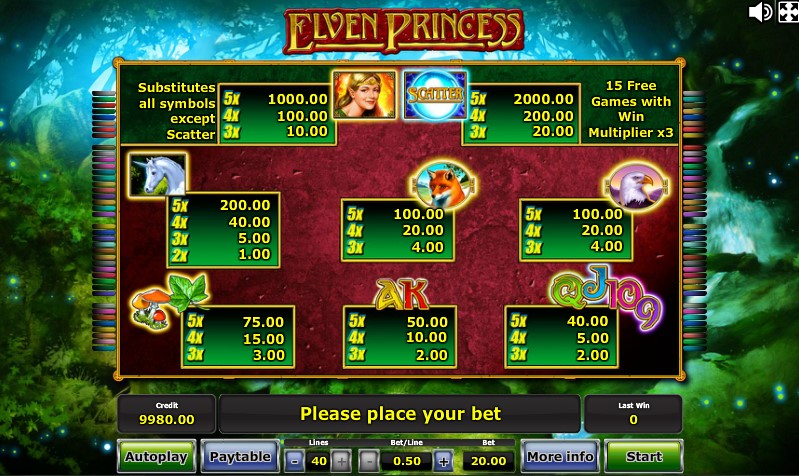 ELVEN PRINCESS
Substitutes
all symbols
except
Scatter
5x 1000.00
4x 100.00
3x 10.00
SCATTER
5x 2000.00
4x 200.00
3x 20.00
15 Free
Games with
Win
Multiplier x3
5x 200.00
4x 40.00
3x 5.00
2x 1.00
5x 100.00
4x 20.00
3x 4.00
5x 100.00
4x 20.00
3x 4.00
5x 75.00
4x 15.00
3x 3.00
AK
5x 50.00
4x 10.00
3x 2.00
QJ109
5x 40.00
4x 5.00
3x 2.00
Credit
9980.00
Please place your bet
Last Win
0
Autoplay
Paytable
Lines
- 40 +
Bet/Line
- 0.50 +
Bet
20.00
More info
Start